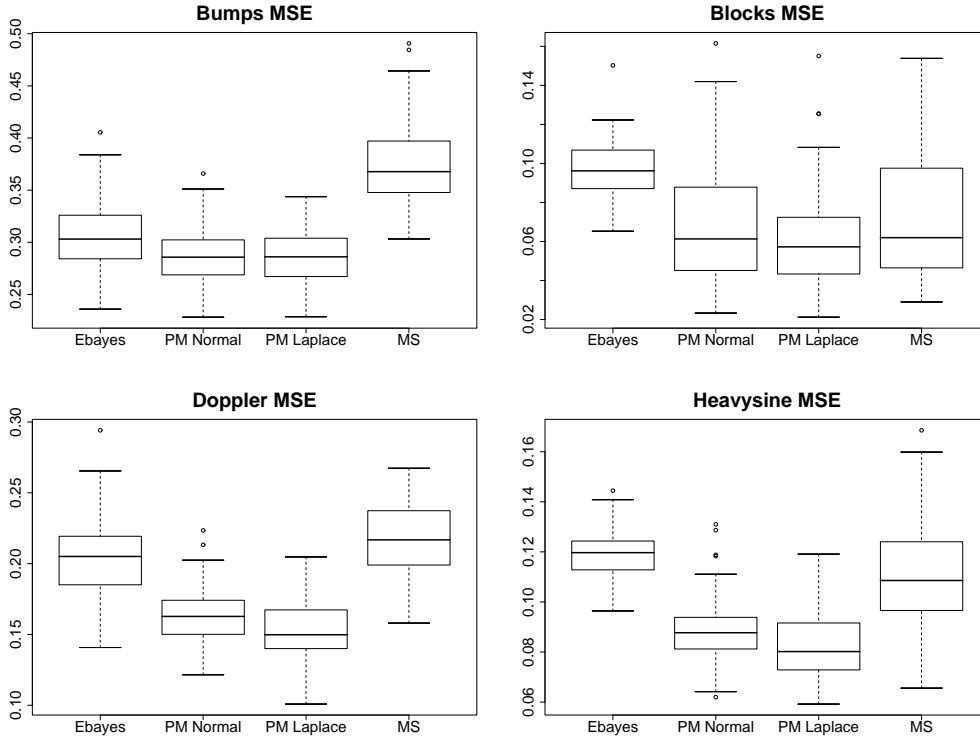 Bumps MSE
0.50
0.45
0.40
0.35
0.30
0.25
Ebayes PM Normal PM Laplace MS
Blocks MSE
0.14
0.10
0.06
0.02
Ebayes PM Normal PM Laplace MS
Doppler MSE
0.30
0.25
0.20
0.15
0.10
Ebayes PM Normal PM Laplace MS
Heavysine MSE
0.16
0.14
0.12
0.10
0.08
0.06
Ebayes PM Normal PM Laplace MS